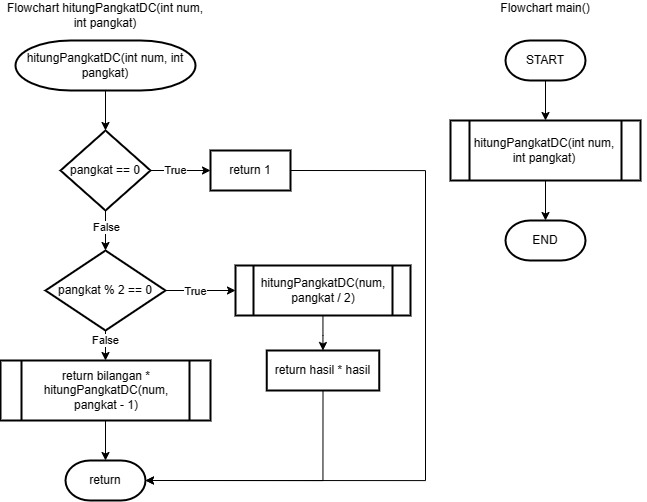 Flowchart hitungPangkatDC(int num,
int pangkat)
hitungPangkatDC(int num, int
pangkat)
pangkat == 0
True
return 1
False
pangkat % 2 == 0
True
hitungPangkatDC(num,
pangkat / 2)
False
return bilangan *
hitungPangkatDC(num,
pangkat - 1)
return hasil * hasil
return
Flowchart main()
START
hitungPangkatDC(int num,
int pangkat)
END